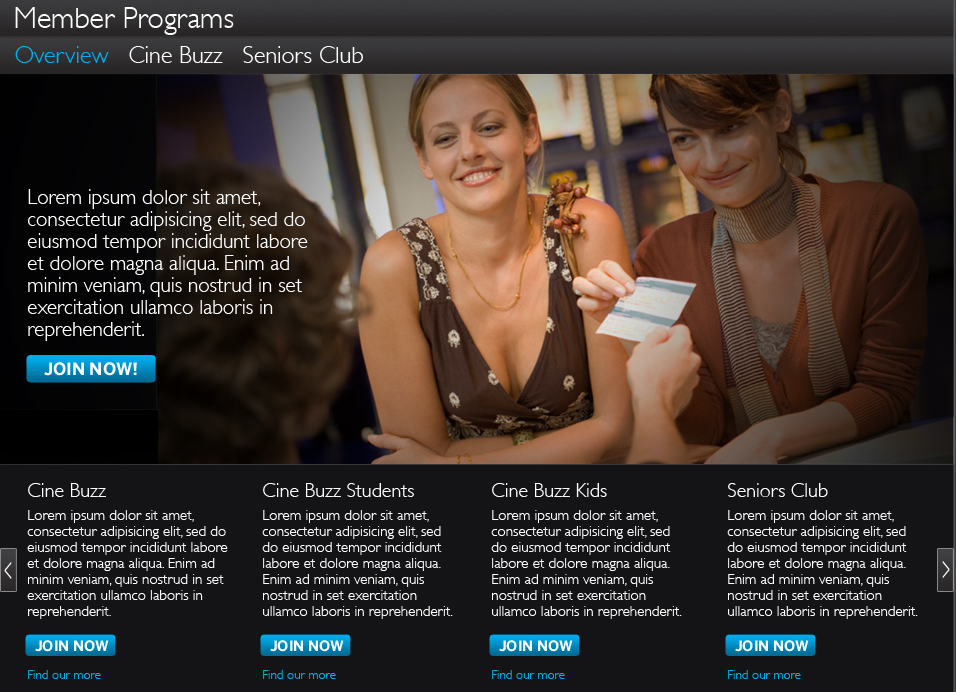 Member Programs
Overview Cine Buzz Seniors Club
Lorem ipsum dolor sit amet,
consectetur adipisicing elit, sed do
eiusmod tempor incididunt labore
et dolore magna aliqua. Enim ad
minim veniam, quis nostrud in set
exercitation ullamco laboris in
reprehenderit.
JOIN NOW!
Cine Buzz
Lorem ipsum dolor sit amet,
consectetur adipisicing elit, sed do
eiusmod tempor incididunt labore
et dolore magna aliqua. Enim ad
minim veniam, quis nostrud in set
exercitation ullamco laboris in
reprehenderit.
JOIN NOW
Find our more
Cine Buzz Students
Lorem ipsum dolor sit amet,
consectetur adipisicing elit, sed
do eiusmod tempor incididunt
labore et dolore magna aliqua.
Enim ad minim veniam, quis
nostrud in set exercitation
ullamco laboris in reprehenderit.
JOIN NOW
Find our more
Cine Buzz Kids
Lorem ipsum dolor sit amet,
consectetur adipisicing elit, sed
do eiusmod tempor incididunt
labore et dolore magna aliqua.
Enim ad minim veniam, quis
nostrud in set exercitation
ullamco laboris in reprehenderit.
JOIN NOW
Find our more
Seniors Club
Lorem ipsum dolor sit amet,
consectetur adipisicing elit, sed
do eiusmod tempor incididunt
labore et dolore magna aliqua.
Enim ad minim veniam, quis
nostrud in set exercitation
ullamco laboris in reprehenderit.
JOIN NOW
Find our more